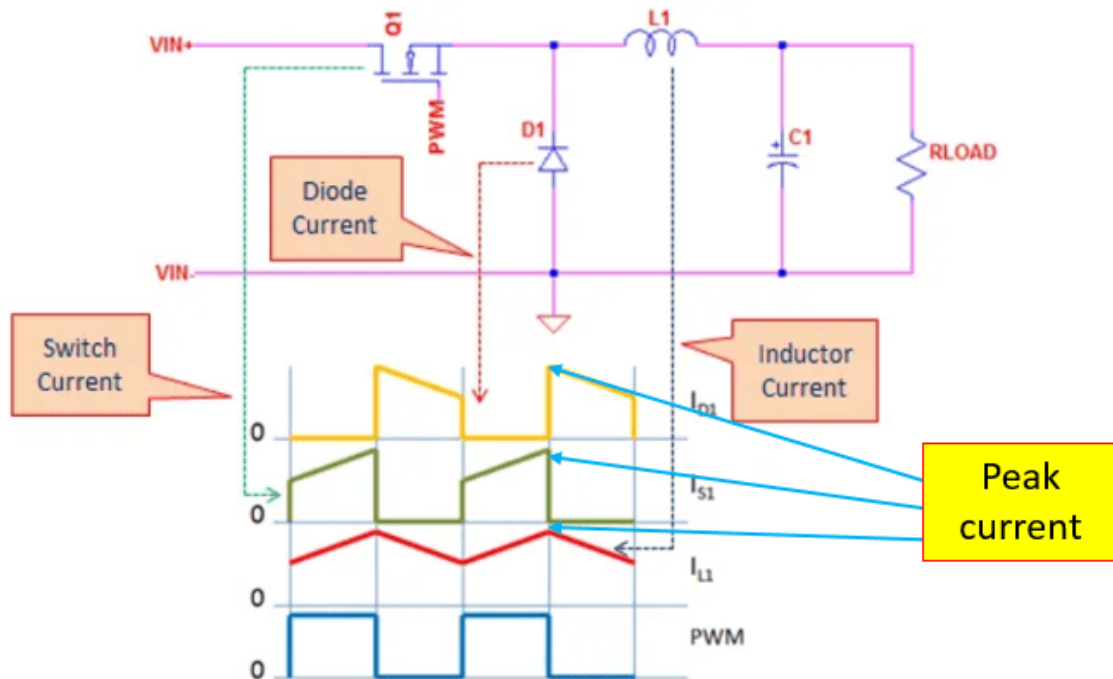 Q1
L1
VIN+
PWM
D1
+
C1
RLOAD
Diode
Current
VIN-
Switch
Current
Inductor
Current
0
I_D1
0
I_S1
0
I_L1
0
PWM
Peak
current